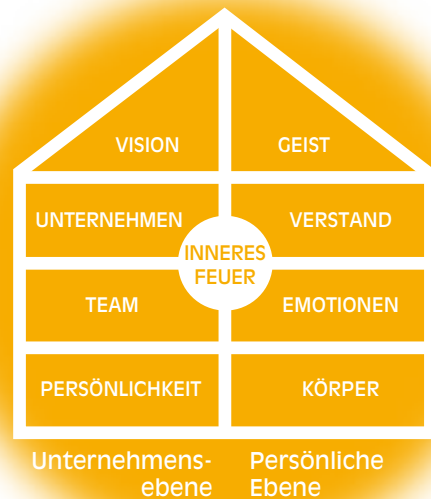 VISION
GEIST
UNTERNEHMEN
VERSTAND
INNERES
FEUER
TEAM
EMOTIONEN
PERSÖNLICHKEIT
KÖRPER
Unternehmens-
ebene
Persönliche
Ebene